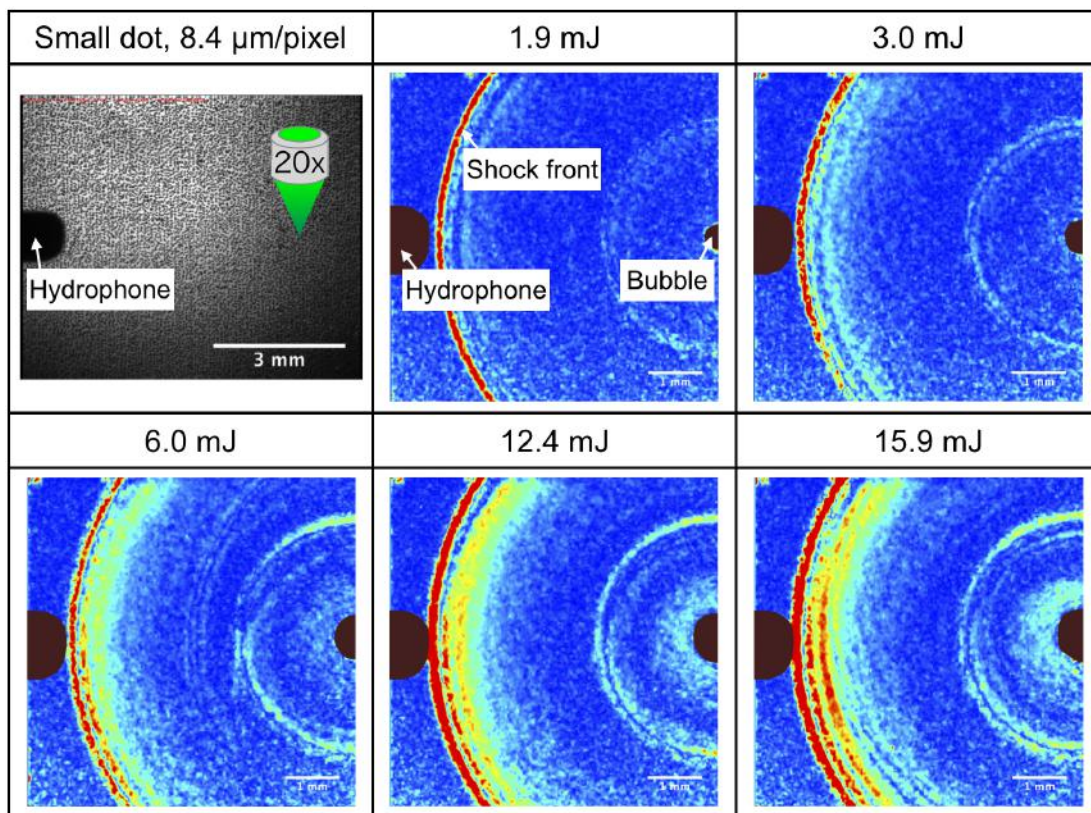 Small dot, 8.4 µm/pixel
1.9 mJ
3.0 mJ
20x
Hydrophone
3 mm
Shock front
Hydrophone
Bubble
1 mm
1 mm
6.0 mJ
12.4 mJ
15.9 mJ
1 mm
1 mm
1 mm